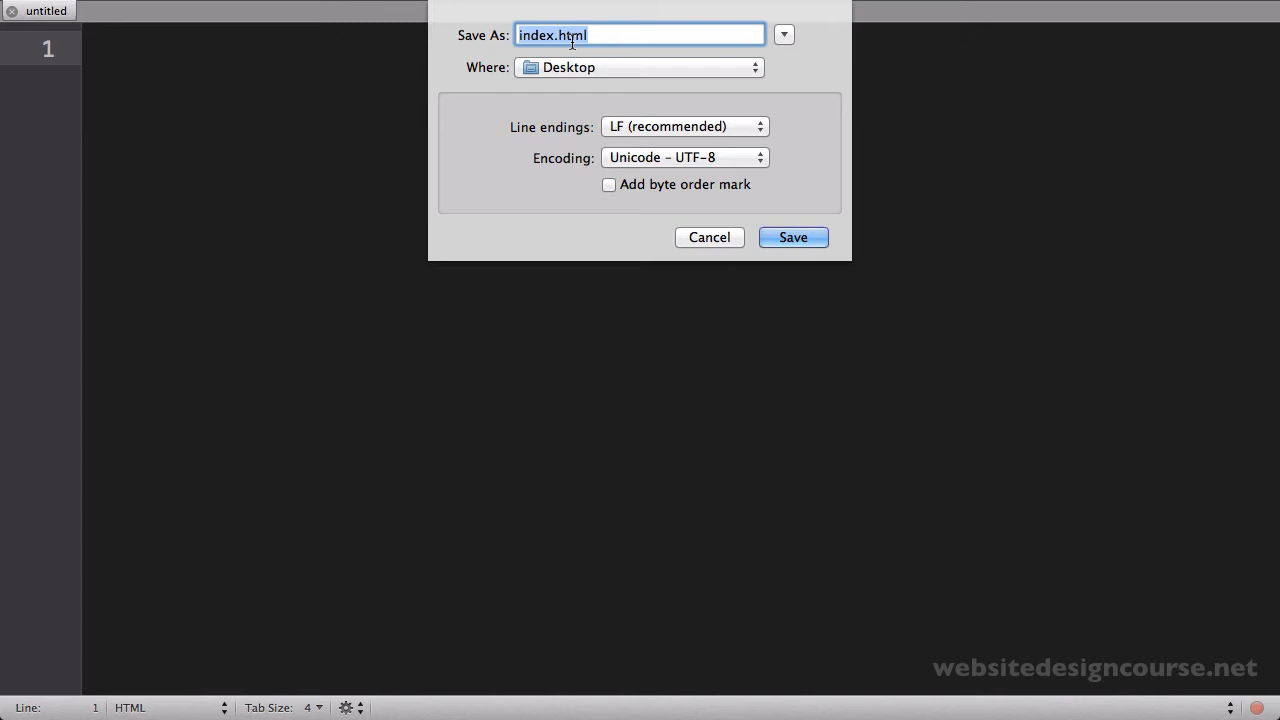 untitled
1
Save As: index.html
Where: Desktop
Line endings: LF (recommended)
Encoding: Unicode – UTF-8
Add byte order mark
Cancel Save
websitedesigncourse.net
Line: 1 HTML Tab Size: 4